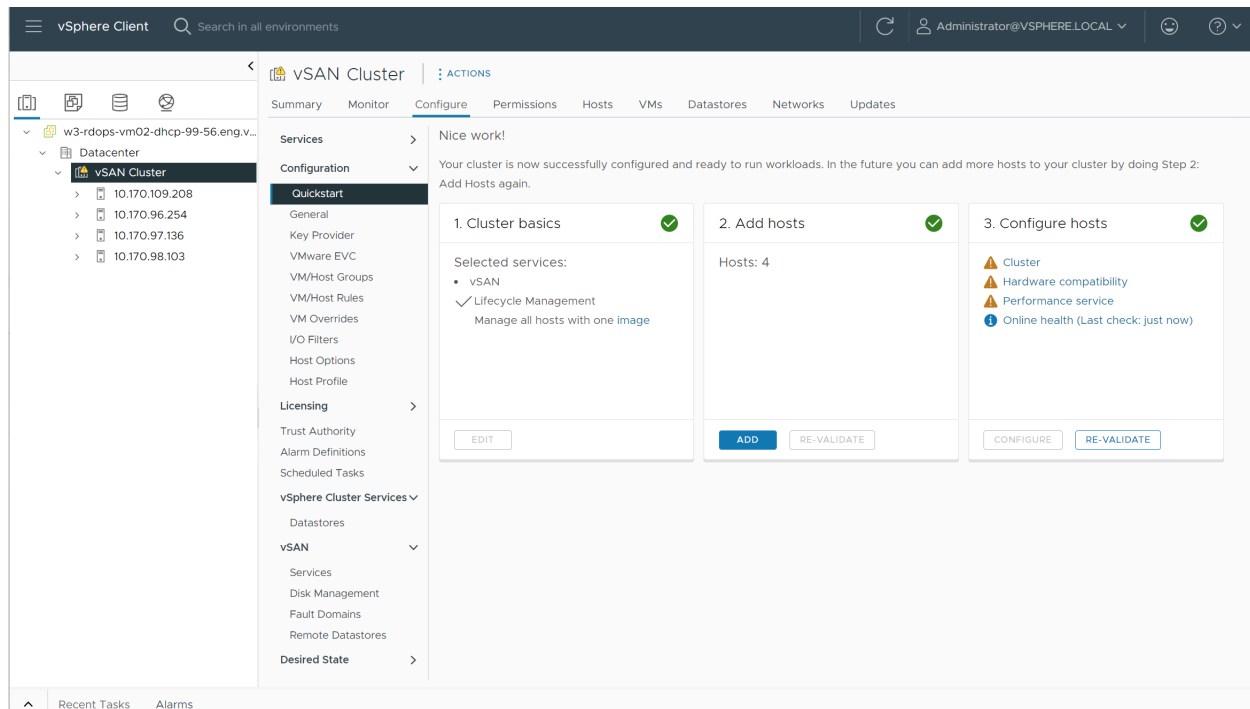 vSphere Client
Search in all environments
Administrator@VSPHERE.LOCAL
vSAN Cluster
ACTIONS
Summary Monitor Configure Permissions Hosts VMs Datastores Networks Updates
w3-rdops-vm02-dhcp-99-56.eng.v...
Datacenter
vSAN Cluster
10.170.109.208
10.170.96.254
10.170.97.136
10.170.98.103
Services
Configuration
Quickstart
General
Key Provider
VMware EVC
VM/Host Groups
VM/Host Rules
VM Overrides
I/O Filters
Host Options
Host Profile
Licensing
Trust Authority
Alarm Definitions
Scheduled Tasks
vSphere Cluster Services
Datastores
vSAN
Services
Disk Management
Fault Domains
Remote Datastores
Desired State
Nice work!
Your cluster is now successfully configured and ready to run workloads. In the future you can add more hosts to your cluster by doing Step 2:
Add Hosts again.
1. Cluster basics
Selected services:
• vSAN
Lifecycle Management
Manage all hosts with one image
EDIT
2. Add hosts
Hosts: 4
ADD RE-VALIDATE
3. Configure hosts
Cluster
Hardware compatibility
Performance service
Online health (Last check: just now)
CONFIGURE RE-VALIDATE
Recent Tasks Alarms